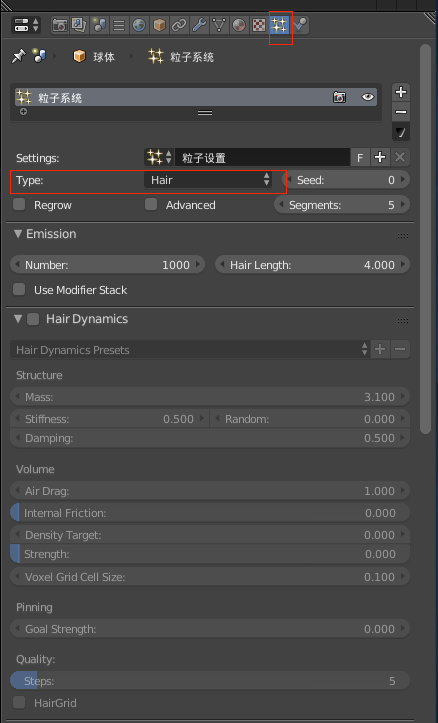 球体 粒子系统
粒子系统
Settings: 粒子设置 F
Type: Hair Seed: 0
Regrow Advanced Segments: 5
Emission
Number: 1000 Hair Length: 4.000
Use Modifier Stack
Hair Dynamics
Hair Dynamics Presets
Structure
Mass: 3.100
Stiffness: 0.500 Random: 0.000
Damping: 0.500
Volume
Air Drag: 1.000
Internal Friction: 0.000
Density Target: 0.000
Strength: 0.000
Voxel Grid Cell Size: 0.100
Pinning
Goal Strength: 0.000
Quality:
Steps: 5
HairGrid